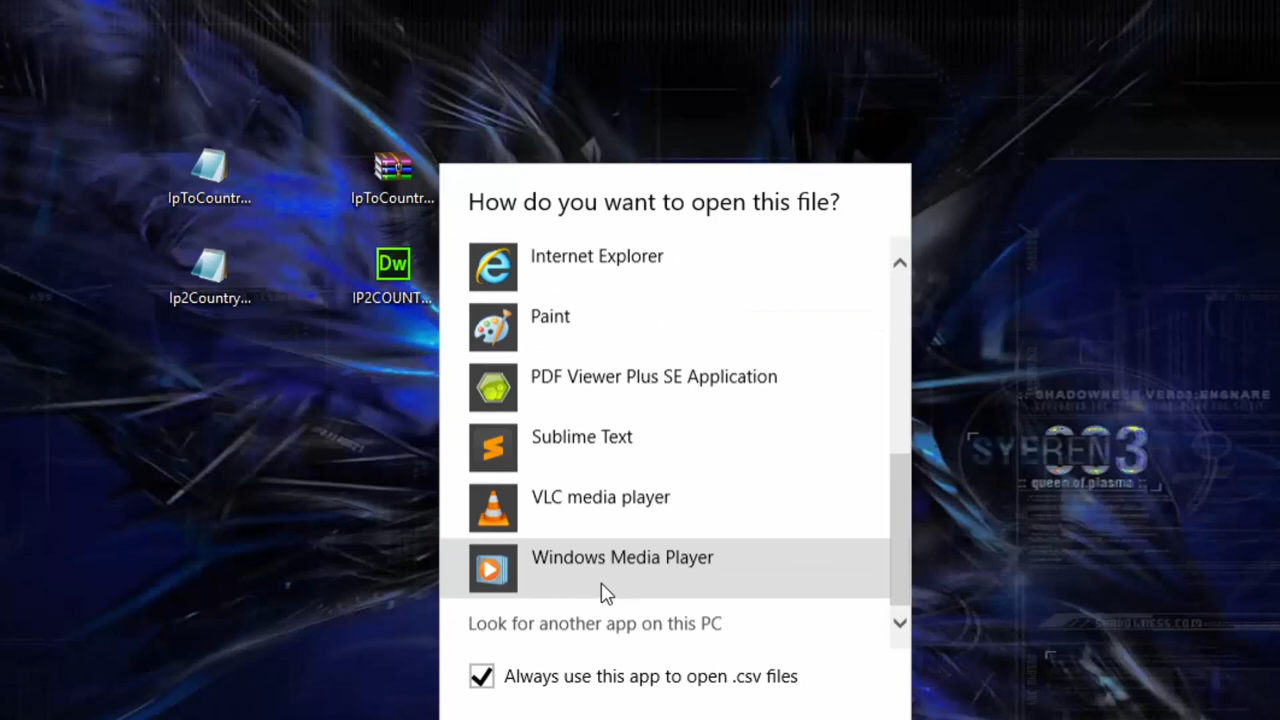 IpToCountr...
IpToCountr...
Ip2Country...
Dw
IP2COUNT...
How do you want to open this file?
Internet Explorer
Paint
PDF Viewer Plus SE Application
Sublime Text
VLC media player
Windows Media Player
Look for another app on this PC
Always use this app to open .csv files
SYEREN 003
queen of plasma